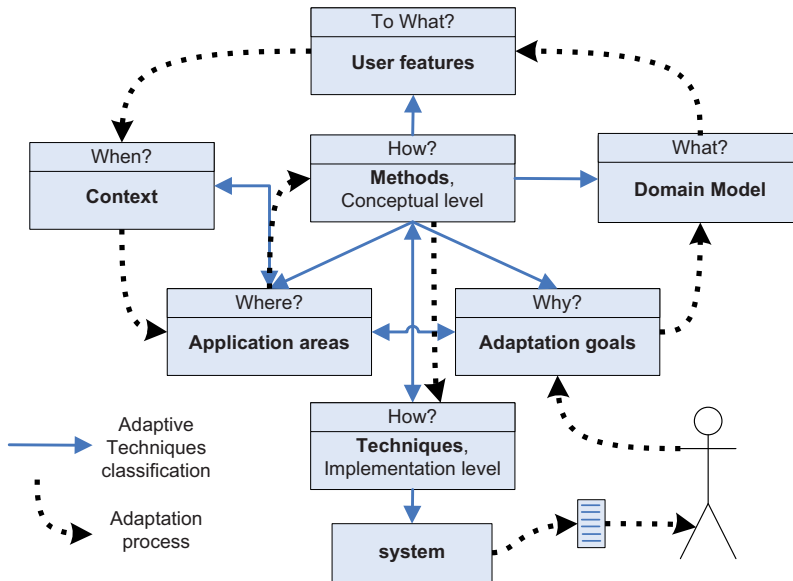 To What?
User features
When?
Context
How?
Methods,
Conceptual level
What?
Domain Model
Where?
Application areas
Why?
Adaptation goals
How?
Techniques,
Implementation level
system
Adaptive
Techniques
classification
Adaptation
process